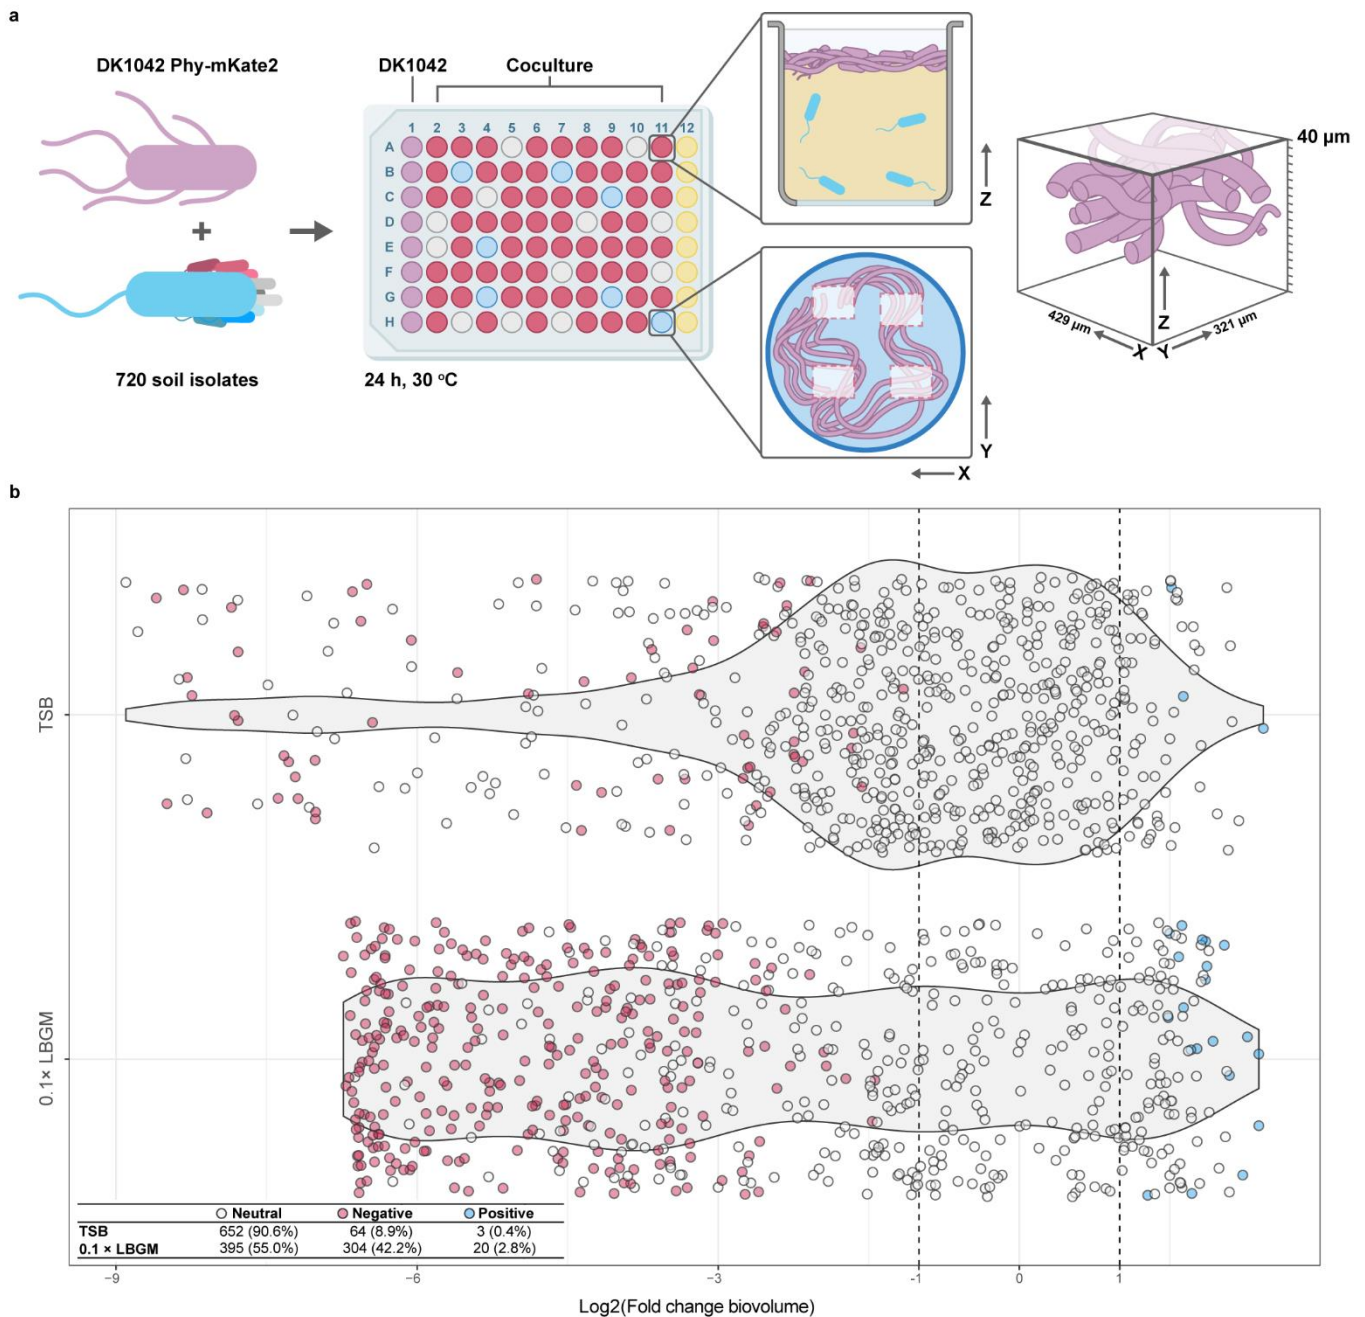 a
DK1042 Phy-mKate2
+
720 soil isolates
DK1042 Coculture
1 2 3 4 5 6 7 8 9 10 11 12
A
B
C
D
E
F
G
H
24 h, 30 °C
Z
Y
X
40 µm
Z
429 µm X Y 321 µm
b
TSB
0.1× LBGM
Neutral Negative Positive
TSB 652 (90.6%) 64 (8.9%) 3 (0.4%)
0.1 × LBGM 395 (55.0%) 304 (42.2%) 20 (2.8%)
−9 −6 −3 -1 0 1
Log2(Fold change biovolume)